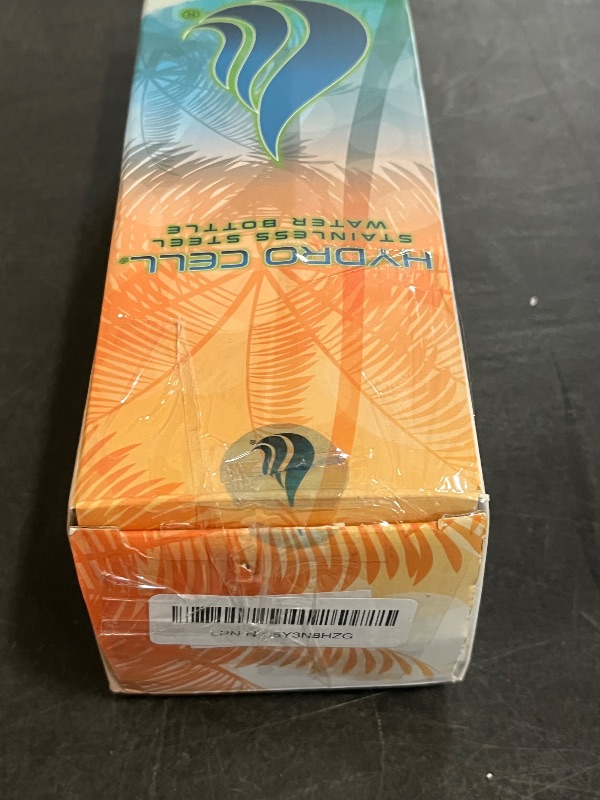 HYDRO CELL®
STAINLESS STEEL
WATER BOTTLE